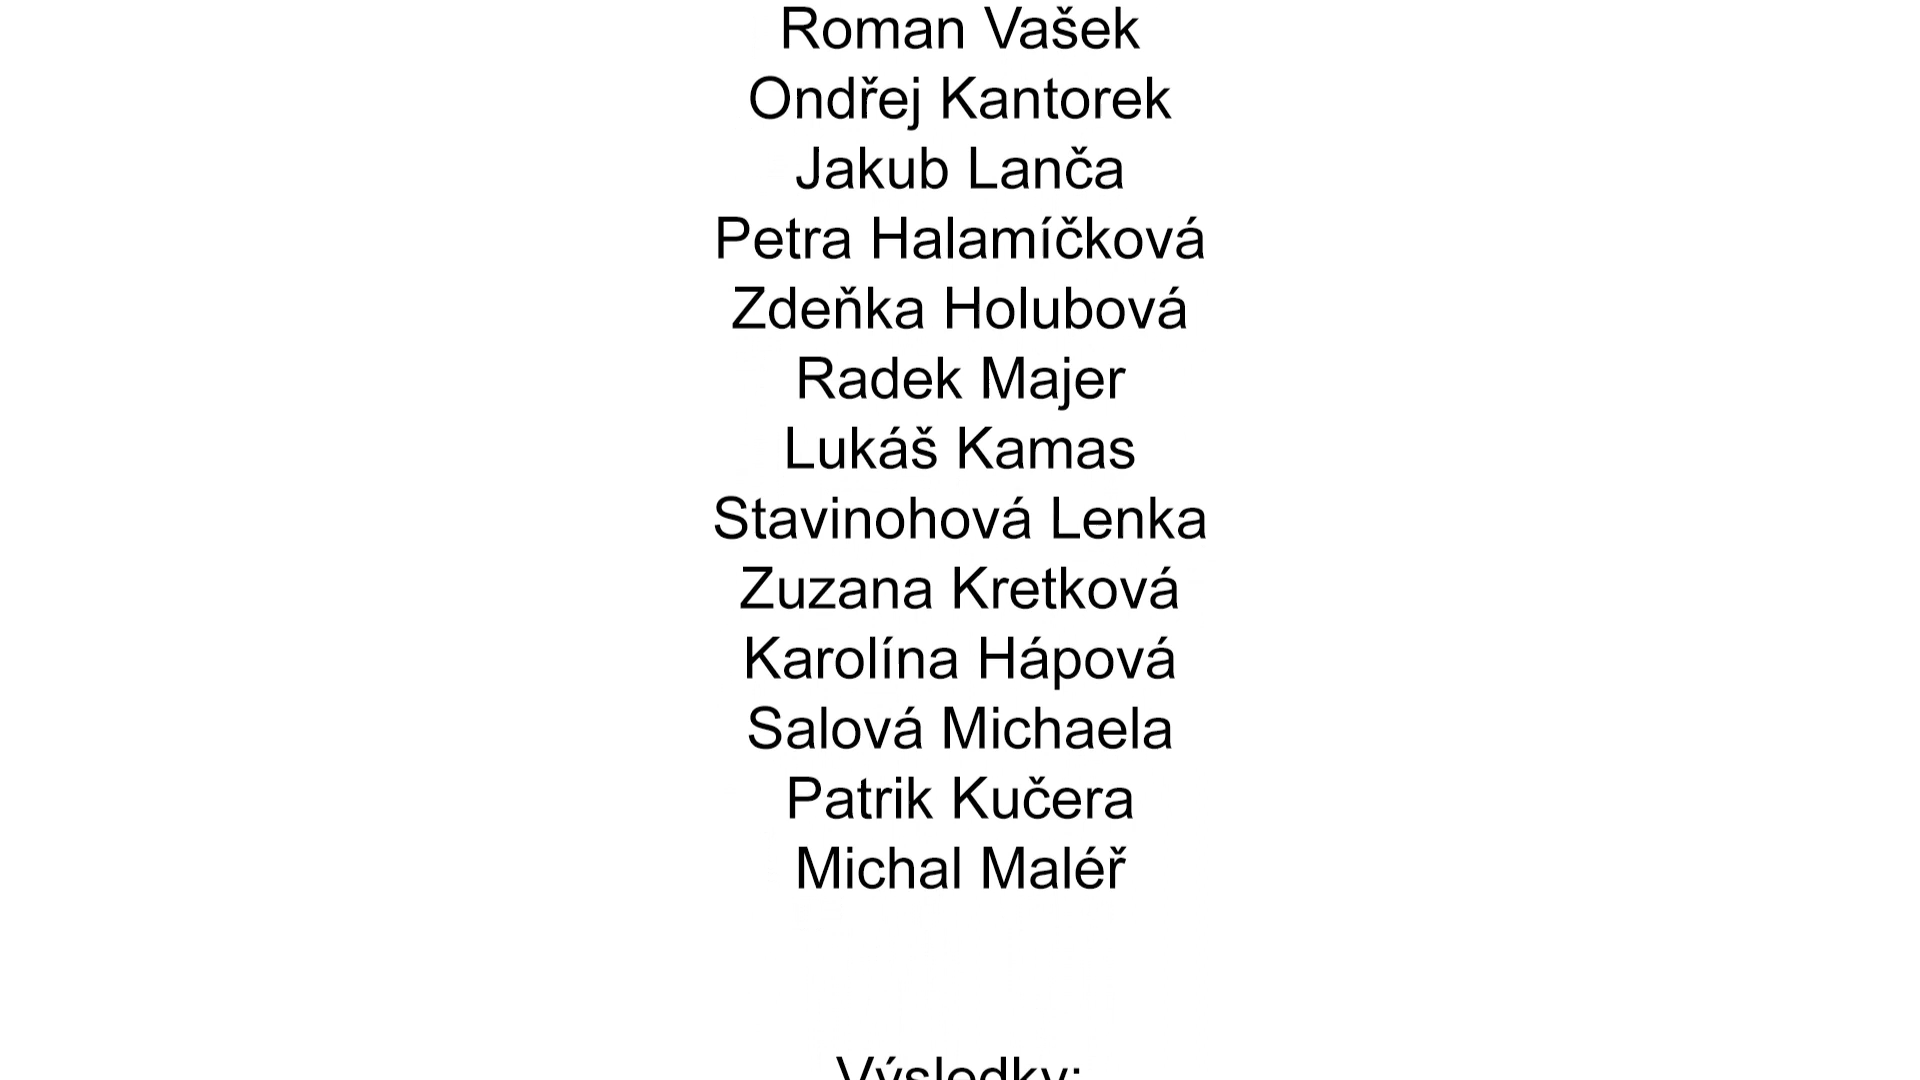 Roman Vašek
Ondřej Kantorek
Jakub Lanča
Petra Halamíčková
Zdeňka Holubová
Radek Majer
Lukáš Kamas
Stavinohová Lenka
Zuzana Kretková
Karolína Hápová
Salová Michaela
Patrik Kučera
Michal Maléř
Výsledky: